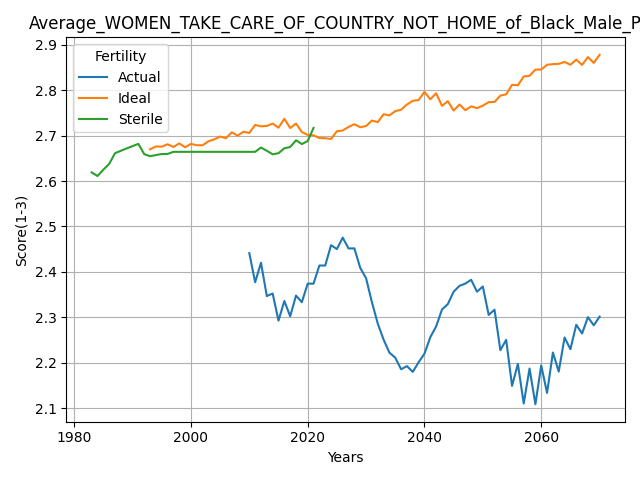 Average_WOMEN_TAKE_CARE_OF_COUNTRY_NOT_HOME_of_Black_Male_P
Fertility
Actual
Ideal
Sterile
Score(1-3)
2.9
2.8
2.7
2.6
2.5
2.4
2.3
2.2
2.1
1980 2000 2020 2040 2060
Years